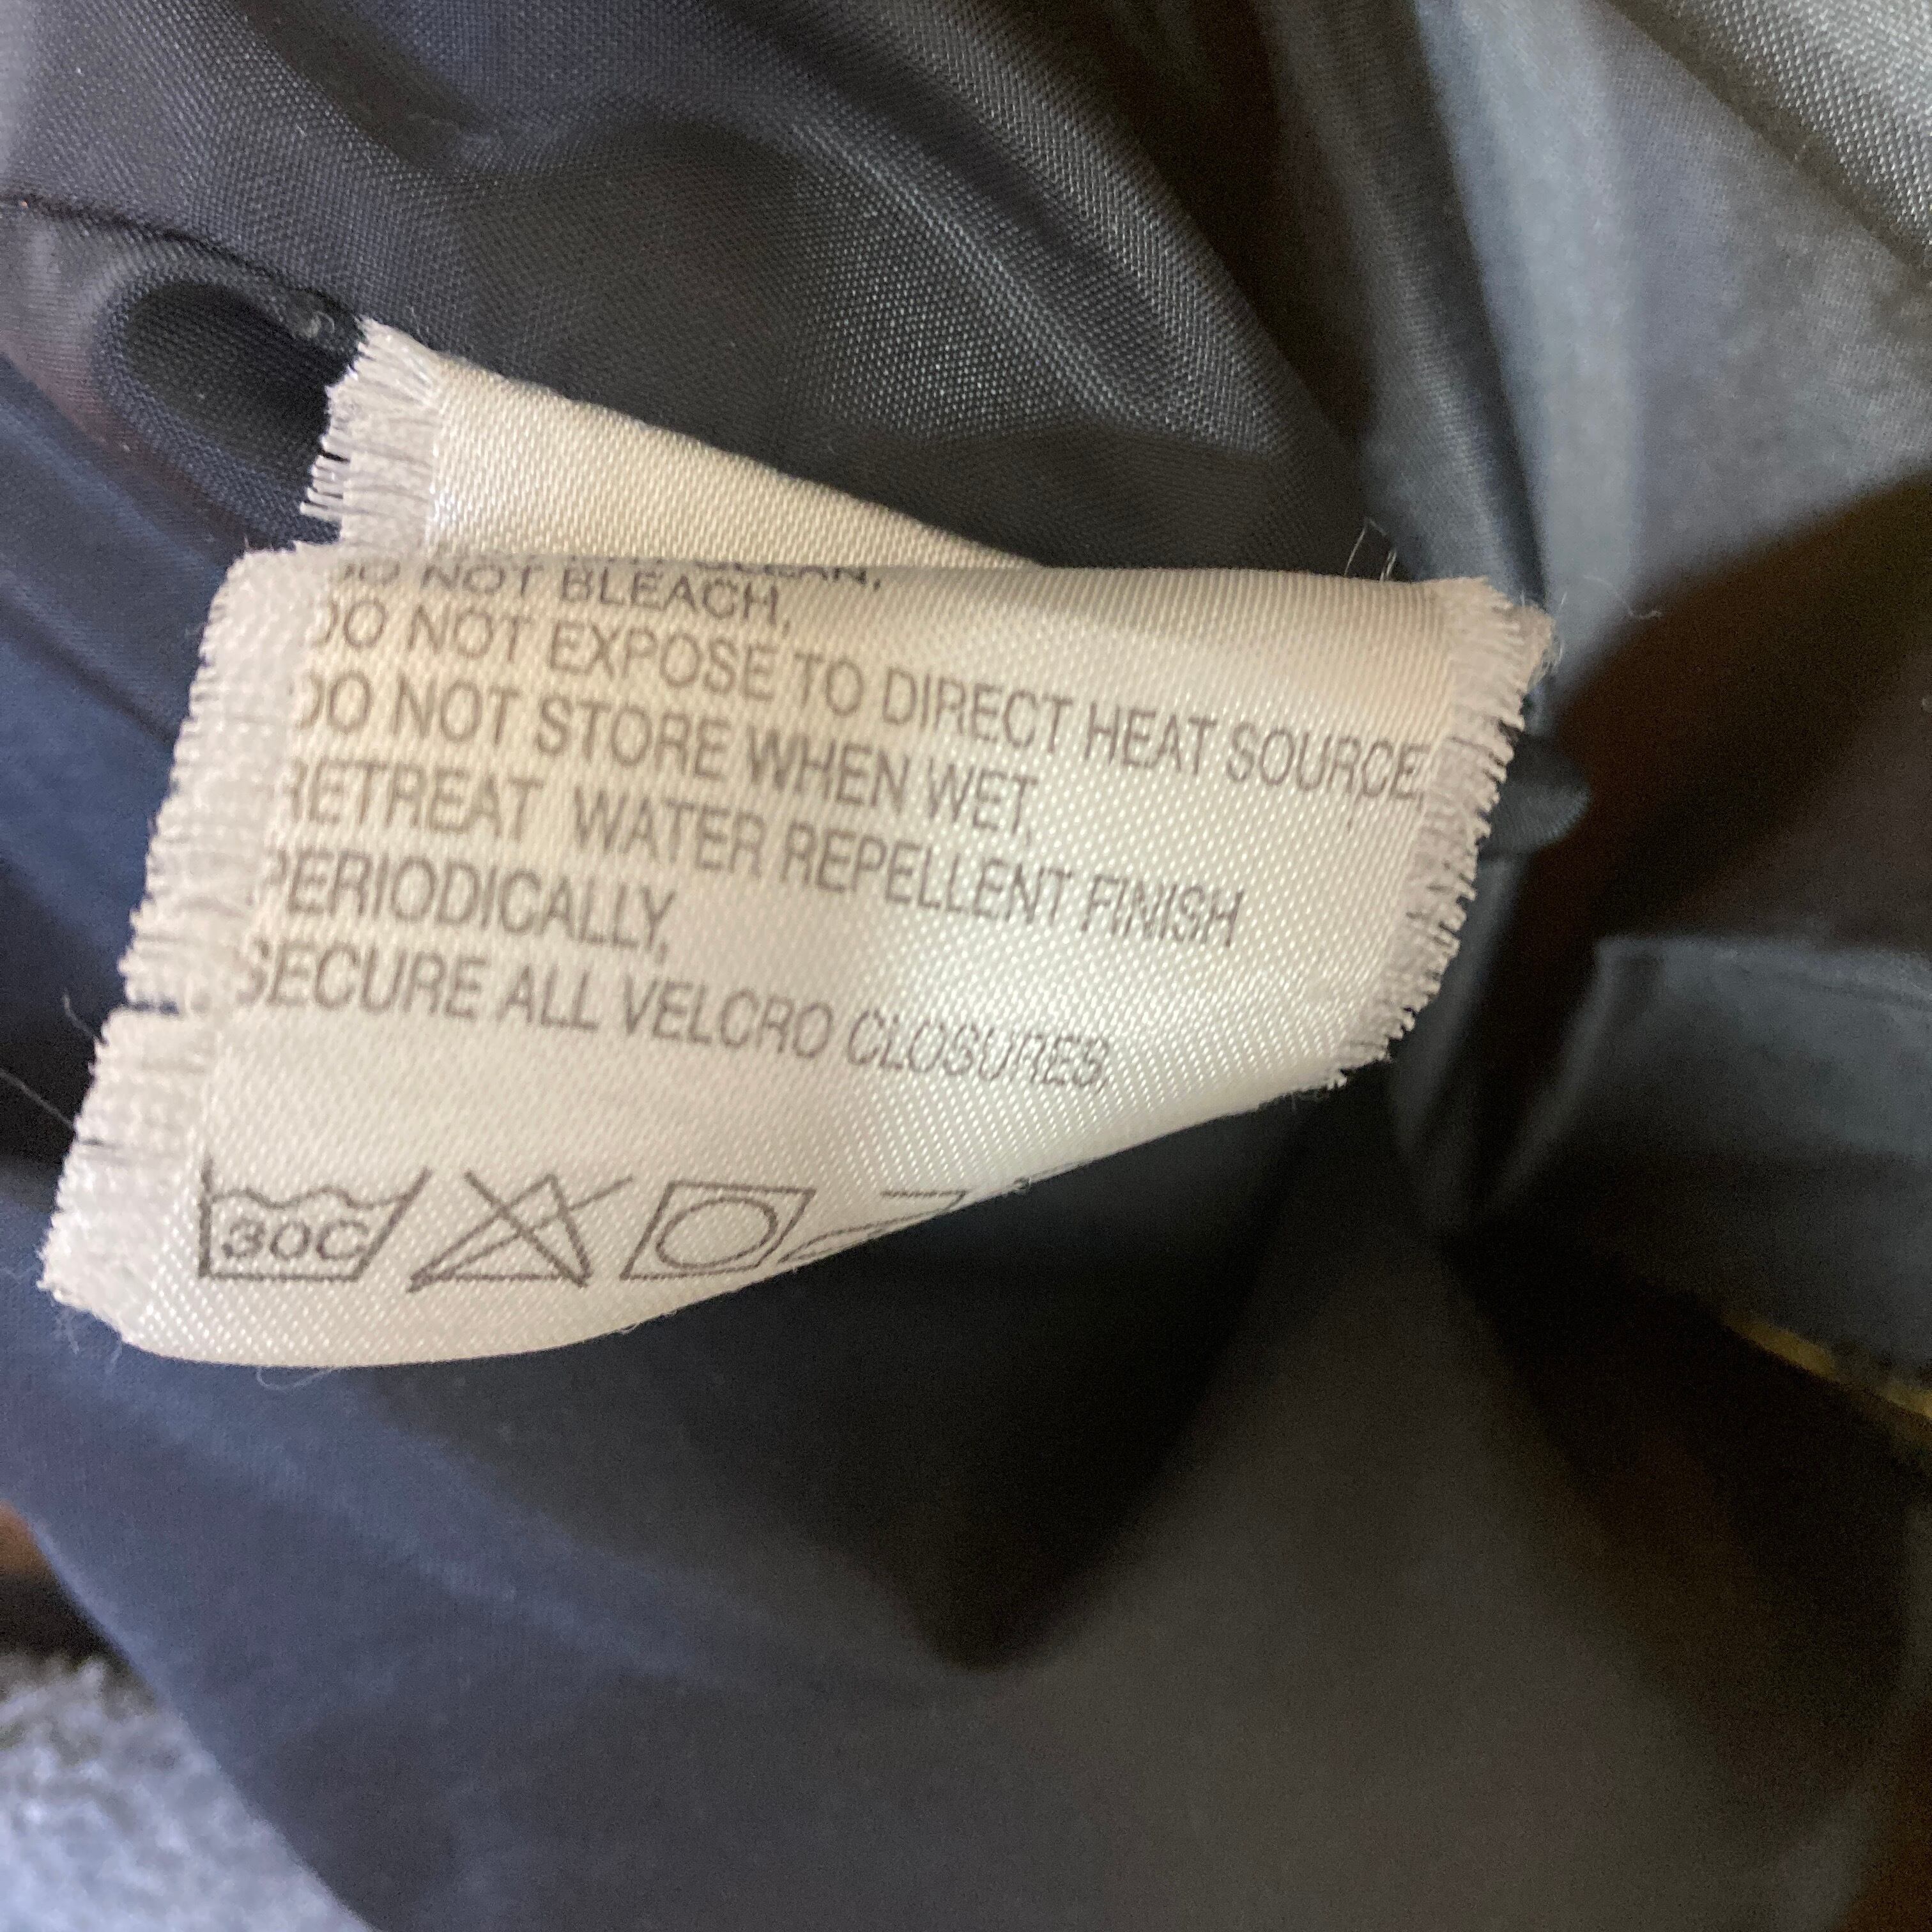 CLEAN,
DO NOT BLEACH,
DO NOT EXPOSE TO DIRECT HEAT SOURCE,
DO NOT STORE WHEN WET,
RETREAT WATER REPELLENT FINISH
PERIODICALLY,
SECURE ALL VELCRO CLOSURES,
30C